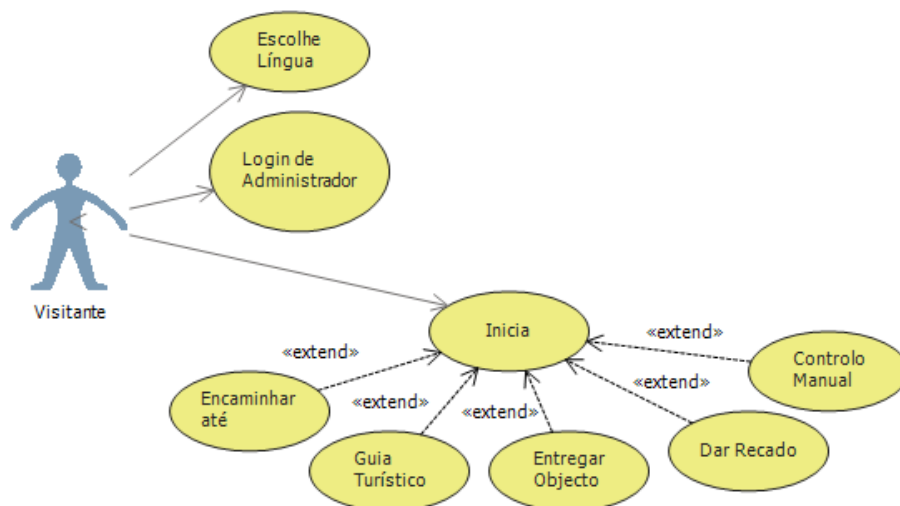 Escolhe
Língua
Login de
Administrador
Visitante
Inicia
«extend»
«extend»
«extend»
«extend»
«extend»
Controlo
Manual
Encaminhar
até
Guia
Turístico
Entregar
Objecto
Dar Recado